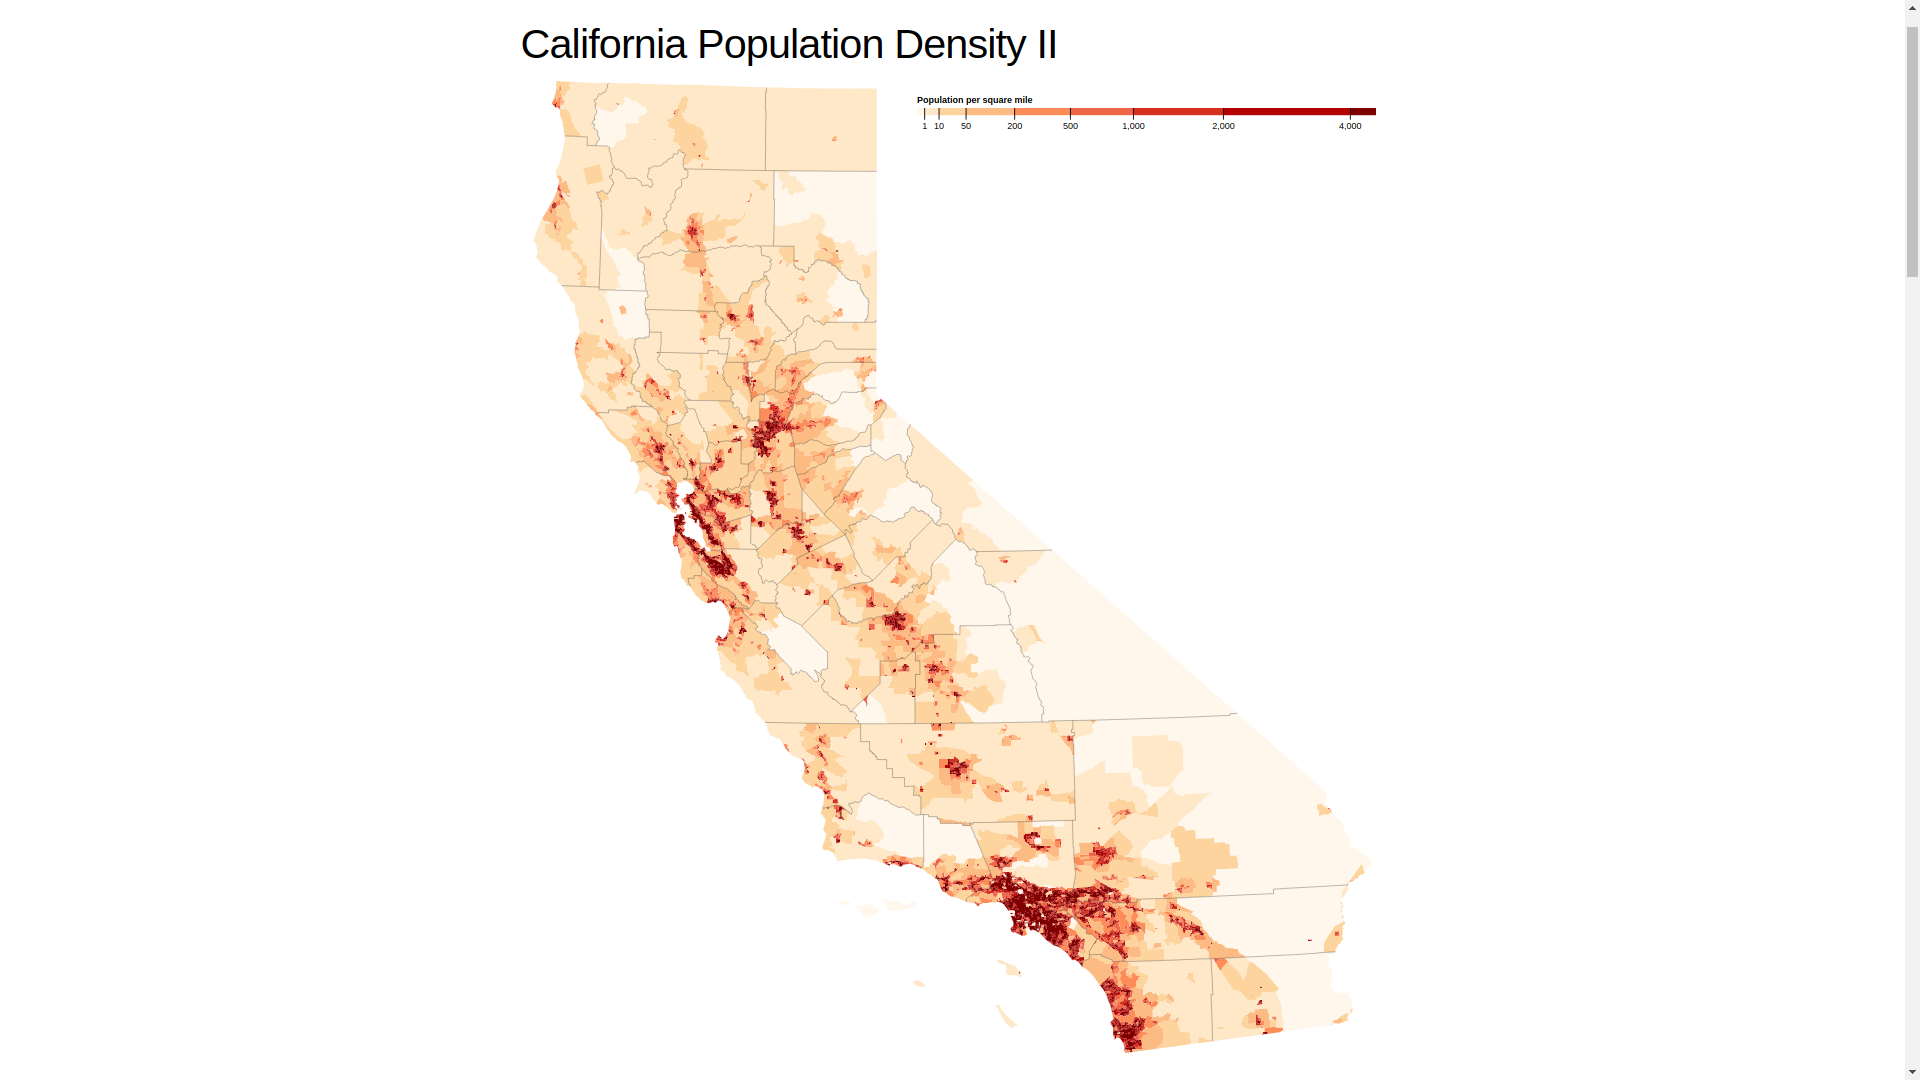 California Population Density II
Population per square mile
1 10 50 200 500 1,000 2,000 4,000